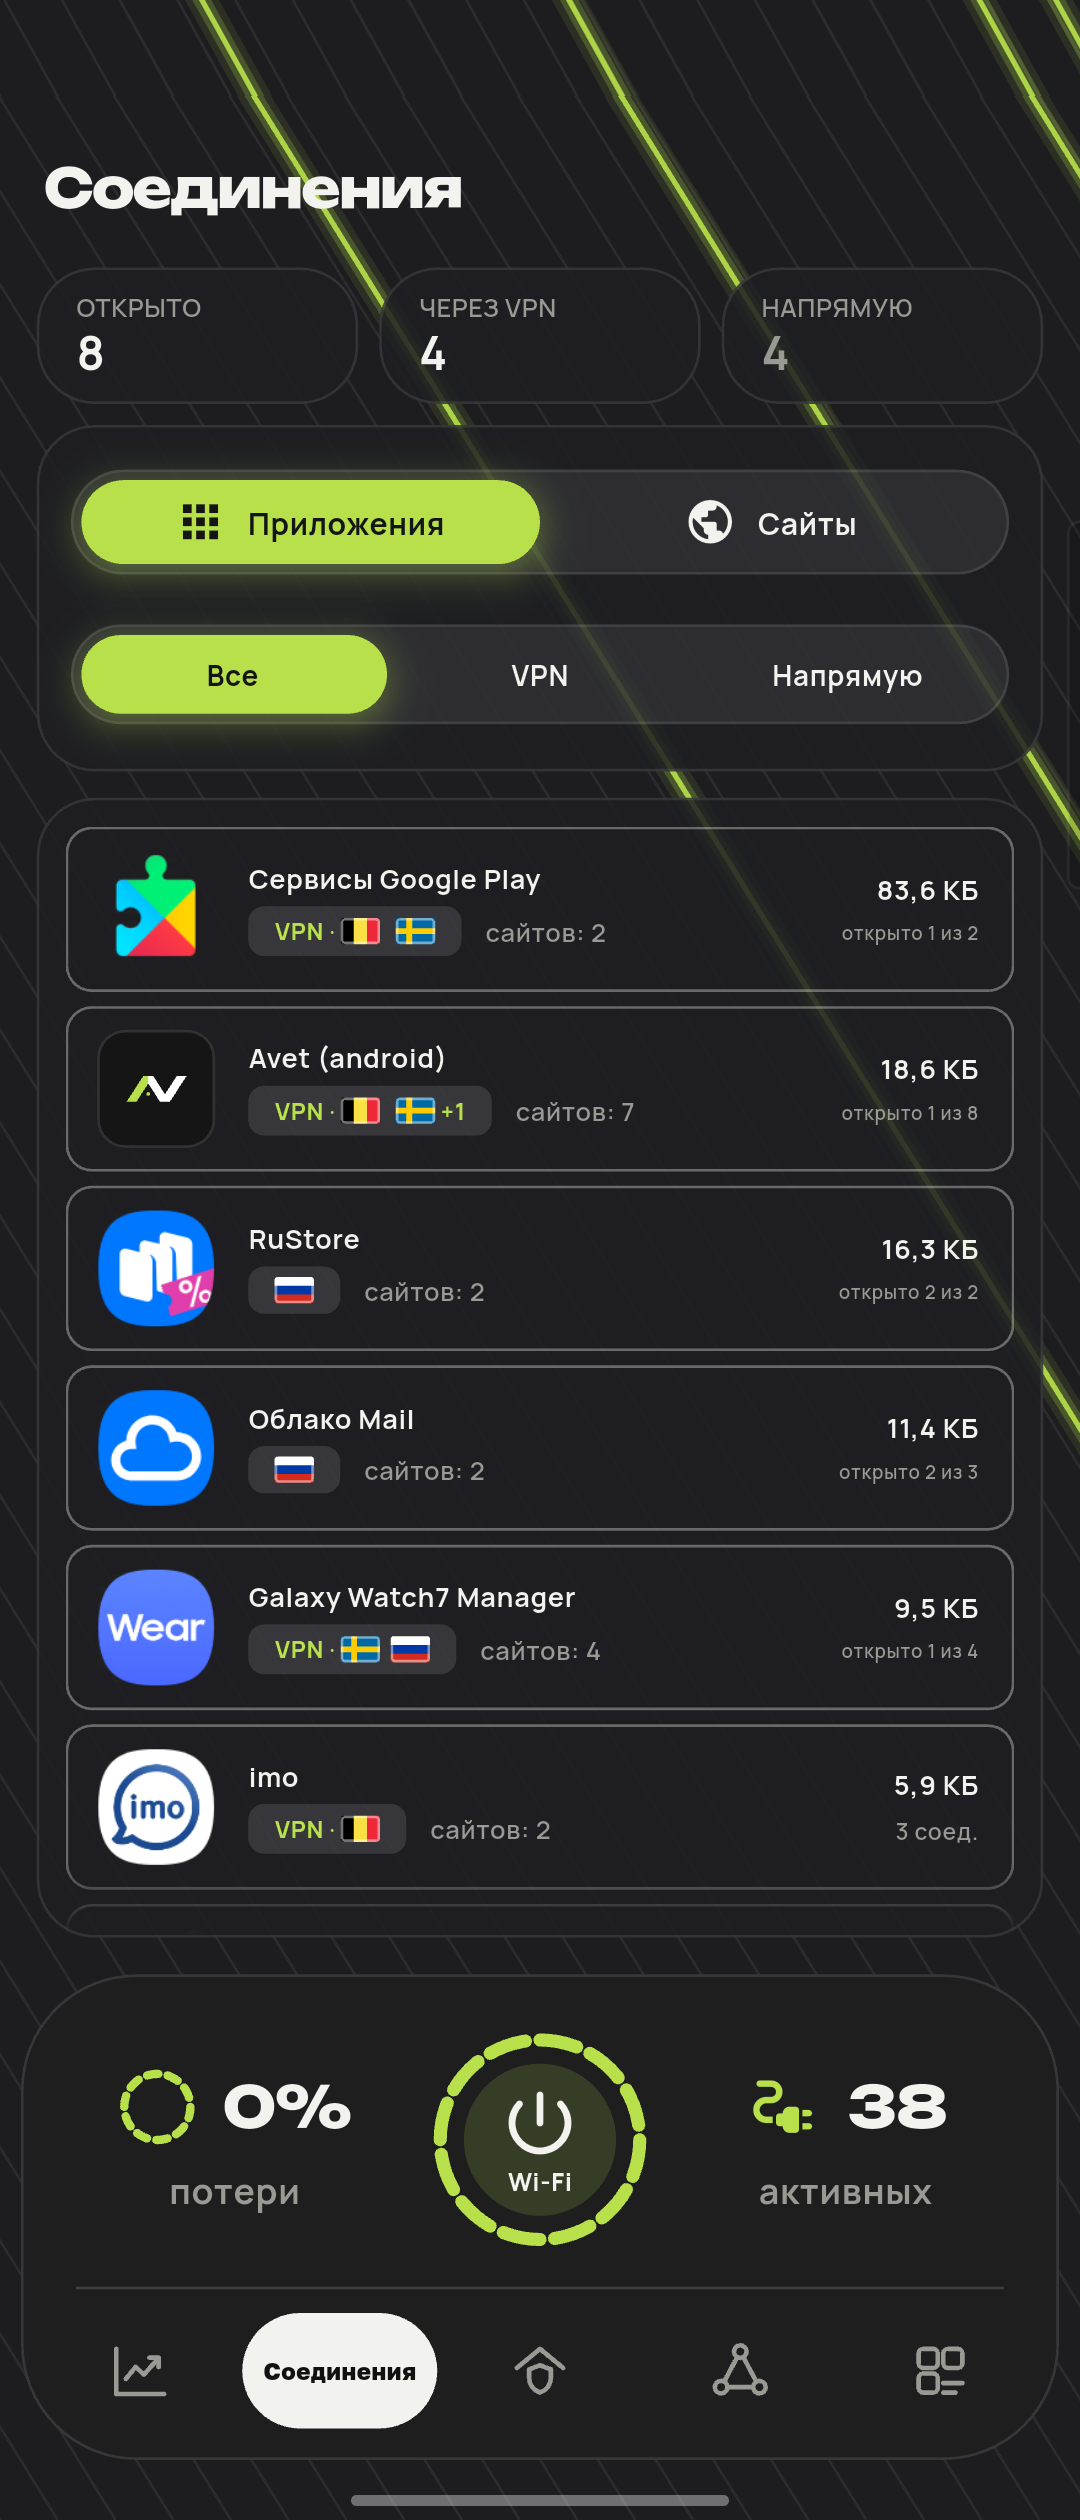 Соединения
ОТКРЫТО
8
ЧЕРЕЗ VPN
4
НАПРЯМУЮ
4
Приложения
Сайты
Все
VPN
Напрямую
Сервисы Google Play
VPN ·
сайтов: 2
83,6 КБ
открыто 1 из 2
Avet (android)
VPN · +1
сайтов: 7
18,6 КБ
открыто 1 из 8
RuStore
сайтов: 2
16,3 КБ
открыто 2 из 2
%
Облако Mail
сайтов: 2
11,4 КБ
открыто 2 из 3
Wear
Galaxy Watch7 Manager
VPN ·
сайтов: 4
9,5 КБ
открыто 1 из 4
imo
imo
VPN ·
сайтов: 2
5,9 КБ
3 соед.
0%
потери
Wi-Fi
38
активных
Соединения